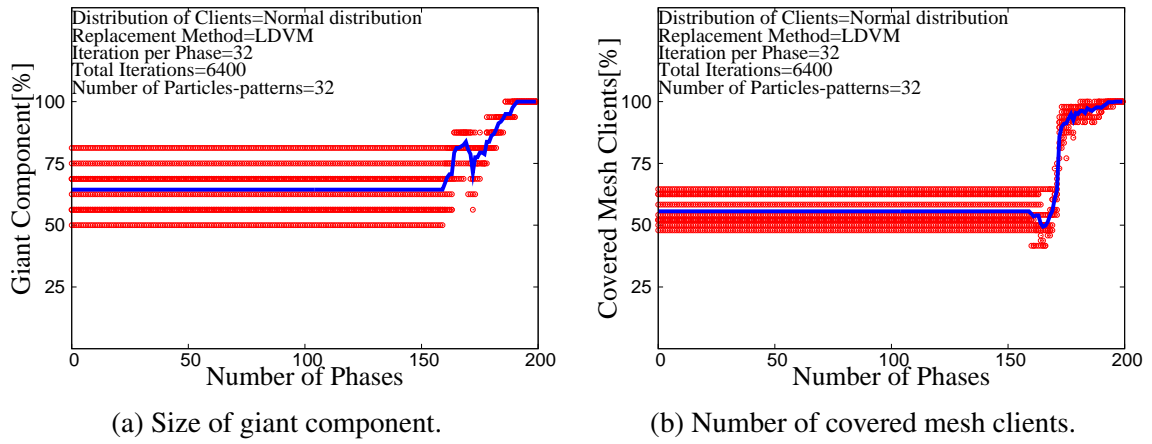 Distribution of Clients=Normal distribution
Replacement Method=LDVM
Iteration per Phase=32
Total Iterations=6400
Number of Particles-patterns=32
Giant Component[%]
100
75
50
25
0
50
100
150
200
Number of Phases
(a) Size of giant component.
Distribution of Clients=Normal distribution
Replacement Method=LDVM
Iteration per Phase=32
Total Iterations=6400
Number of Particles-patterns=32
Covered Mesh Clients[%]
100
75
50
25
0
50
100
150
200
Number of Phases
(b) Number of covered mesh clients.